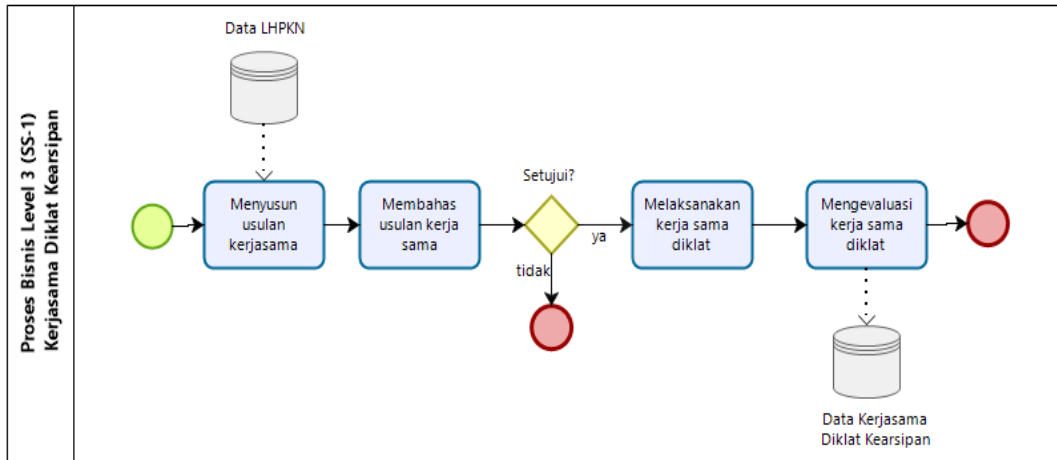 Proses Bisnis Level 3 (SS-1)
Kerjasama Diklat Kearsipan
Data LHPKN
Menyusun
usulan
kerjasama
Membahas
usulan kerja
sama
Setujui?
ya
tidak
Melaksanakan
kerja sama
diklat
Mengevaluasi
kerja sama
diklat
Data Kerjasama
Diklat Kearsipan